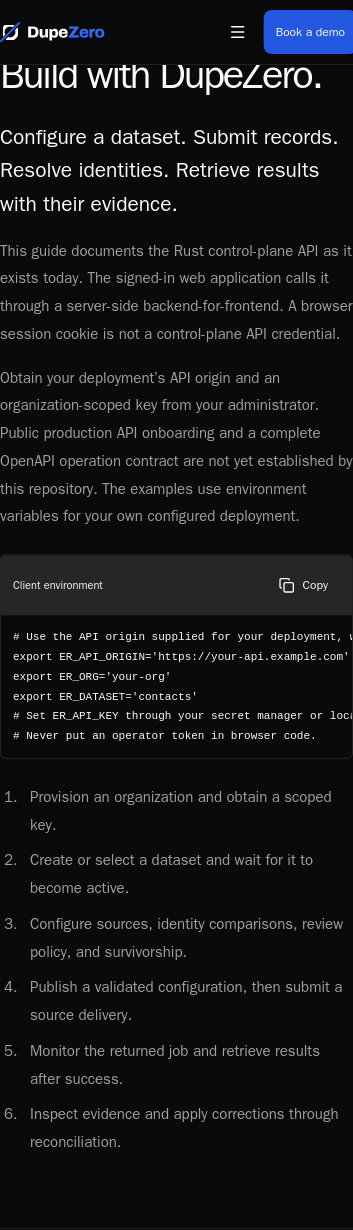 DupeZero
Book a demo
Build with DupeZero.
Configure a dataset. Submit records.
Resolve identities. Retrieve results
with their evidence.
This guide documents the Rust control-plane API as it
exists today. The signed-in web application calls it
through a server-side backend-for-frontend. A browser
session cookie is not a control-plane API credential.
Obtain your deployment’s API origin and an
organization-scoped key from your administrator.
Public production API onboarding and a complete
OpenAPI operation contract are not yet established by
this repository. The examples use environment
variables for your own configured deployment.
Client environment
Copy
# Use the API origin supplied for your deployment,
export ER_API_ORIGIN='https://your-api.example.com'
export ER_ORG='your-org'
export ER_DATASET='contacts'
# Set ER_API_KEY through your secret manager or
# Never put an operator token in browser code.
1. Provision an organization and obtain a scoped
key.
2. Create or select a dataset and wait for it to
become active.
3. Configure sources, identity comparisons, review
policy, and survivorship.
4. Publish a validated configuration, then submit a
source delivery.
5. Monitor the returned job and retrieve results
after success.
6. Inspect evidence and apply corrections through
reconciliation.